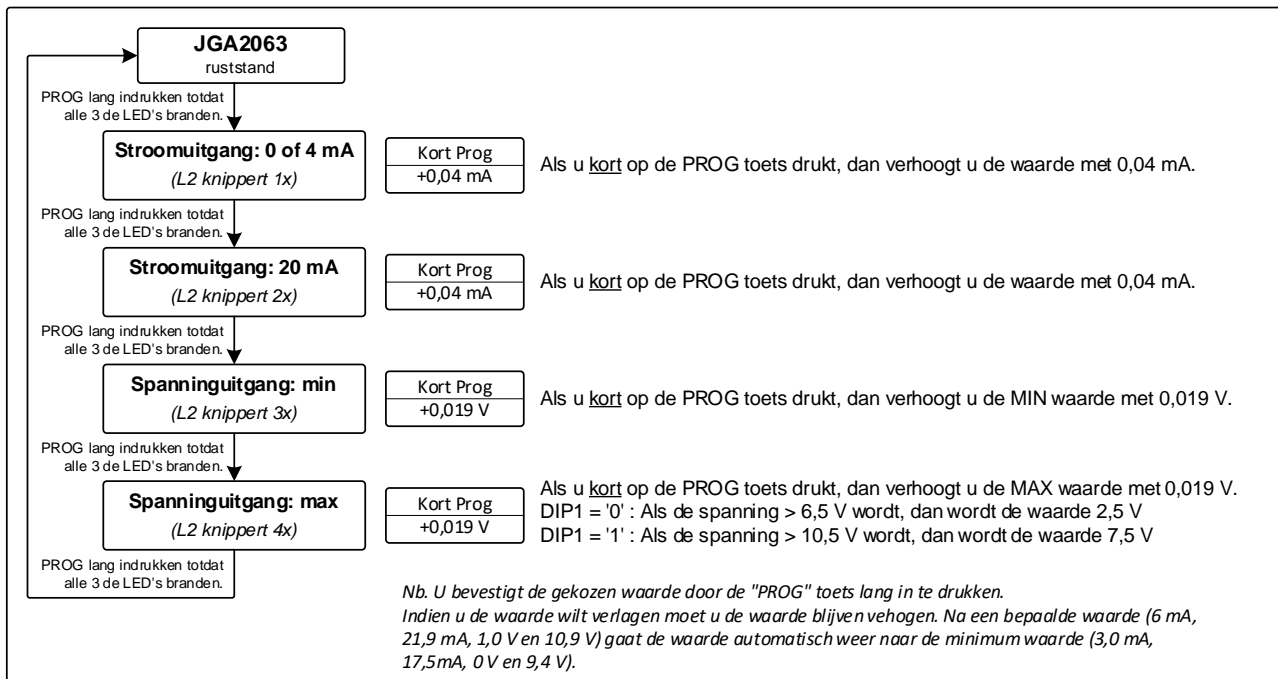 JGA2063
ruststand
PROG lang indrukken totdat
alle 3 de LED's branden.
Stroomuitgang: 0 of 4 mA
(L2 knippert 1x)
Kort Prog
+0,04 mA
Als u kort op de PROG toets drukt, dan verhoogt u de waarde met 0,04 mA.
PROG lang indrukken totdat
alle 3 de LED's branden.
Stroomuitgang: 20 mA
(L2 knippert 2x)
Kort Prog
+0,04 mA
Als u kort op de PROG toets drukt, dan verhoogt u de waarde met 0,04 mA.
PROG lang indrukken totdat
alle 3 de LED's branden.
Spanninguitgang: min
(L2 knippert 3x)
Kort Prog
+0,019 V
Als u kort op de PROG toets drukt, dan verhoogt u de MIN waarde met 0,019 V.
PROG lang indrukken totdat
alle 3 de LED's branden.
Spanninguitgang: max
(L2 knippert 4x)
Kort Prog
+0,019 V
Als u kort op de PROG toets drukt, dan verhoogt u de MAX waarde met 0,019 V.
DIP1 = '0' : Als de spanning > 6,5 V wordt, dan wordt de waarde 2,5 V
DIP1 = '1' : Als de spanning > 10,5 V wordt, dan wordt de waarde 7,5 V
PROG lang indrukken totdat
alle 3 de LED's branden.
Nb. U bevestigt de gekozen waarde door de "PROG" toets lang in te drukken.
Indien u de waarde wilt verlagen moet u de waarde blijven vehogen. Na een bepaalde waarde (6 mA,
21,9 mA, 1,0 V en 10,9 V) gaat de waarde automatisch weer naar de minimum waarde (3,0 mA,
17,5mA, 0 V en 9,4 V).